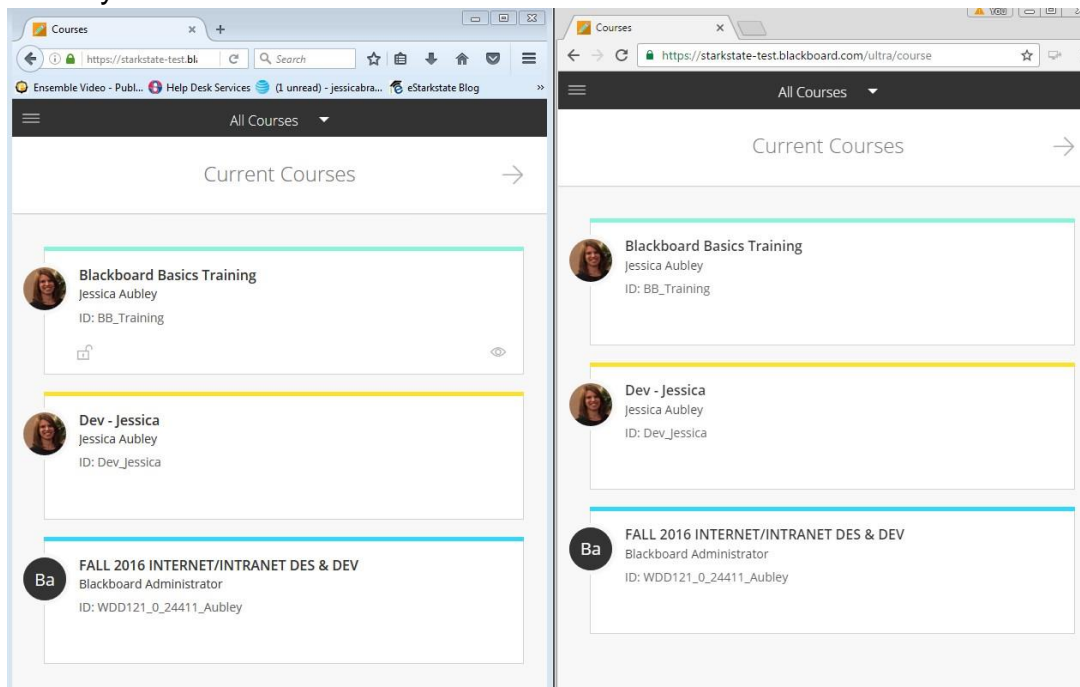 Courses
https://starkstate-test.bl
Search
Ensemble Video - Publ... Help Desk Services (1 unread) - jessicabra... eStarkstate Blog »
All Courses
Current Courses
Blackboard Basics Training
Jessica Aubley
ID: BB_Training
Dev - Jessica
Jessica Aubley
ID: Dev_Jessica
Ba
FALL 2016 INTERNET/INTRANET DES & DEV
Blackboard Administrator
ID: WDD121_0_24411_Aubley
Courses
You
https://starkstate-test.blackboard.com/ultra/course
All Courses
Current Courses
Blackboard Basics Training
Jessica Aubley
ID: BB_Training
Dev - Jessica
Jessica Aubley
ID: Dev_Jessica
Ba
FALL 2016 INTERNET/INTRANET DES & DEV
Blackboard Administrator
ID: WDD121_0_24411_Aubley